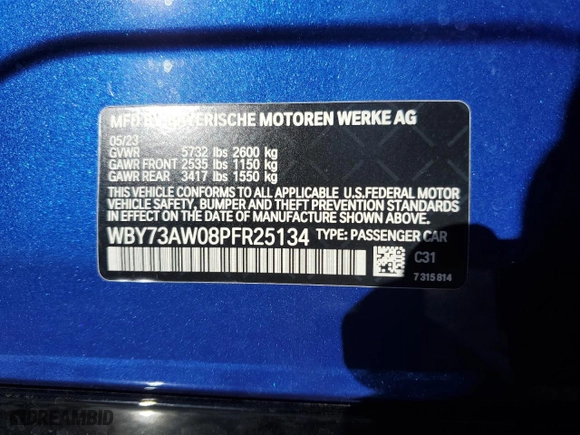 MFD BY BAYERISCHE MOTOREN WERKE AG
05/23
GVWR 5732 lbs 2600 kg
GAWR FRONT 2535 lbs 1150 kg
GAWR REAR 3417 lbs 1550 kg
THIS VEHICLE CONFORMS TO ALL APPLICABLE U.S.FEDERAL MOTOR
VEHICLE SAFETY, BUMPER AND THEFT PREVENTION STANDARDS
IN EFFECT ON THE DATE OF MANUFACTURE SHOWN ABOVE.
WBY73AW08PFR25134 TYPE: PASSENGER CAR
C31
7 315 814
DREAMBID